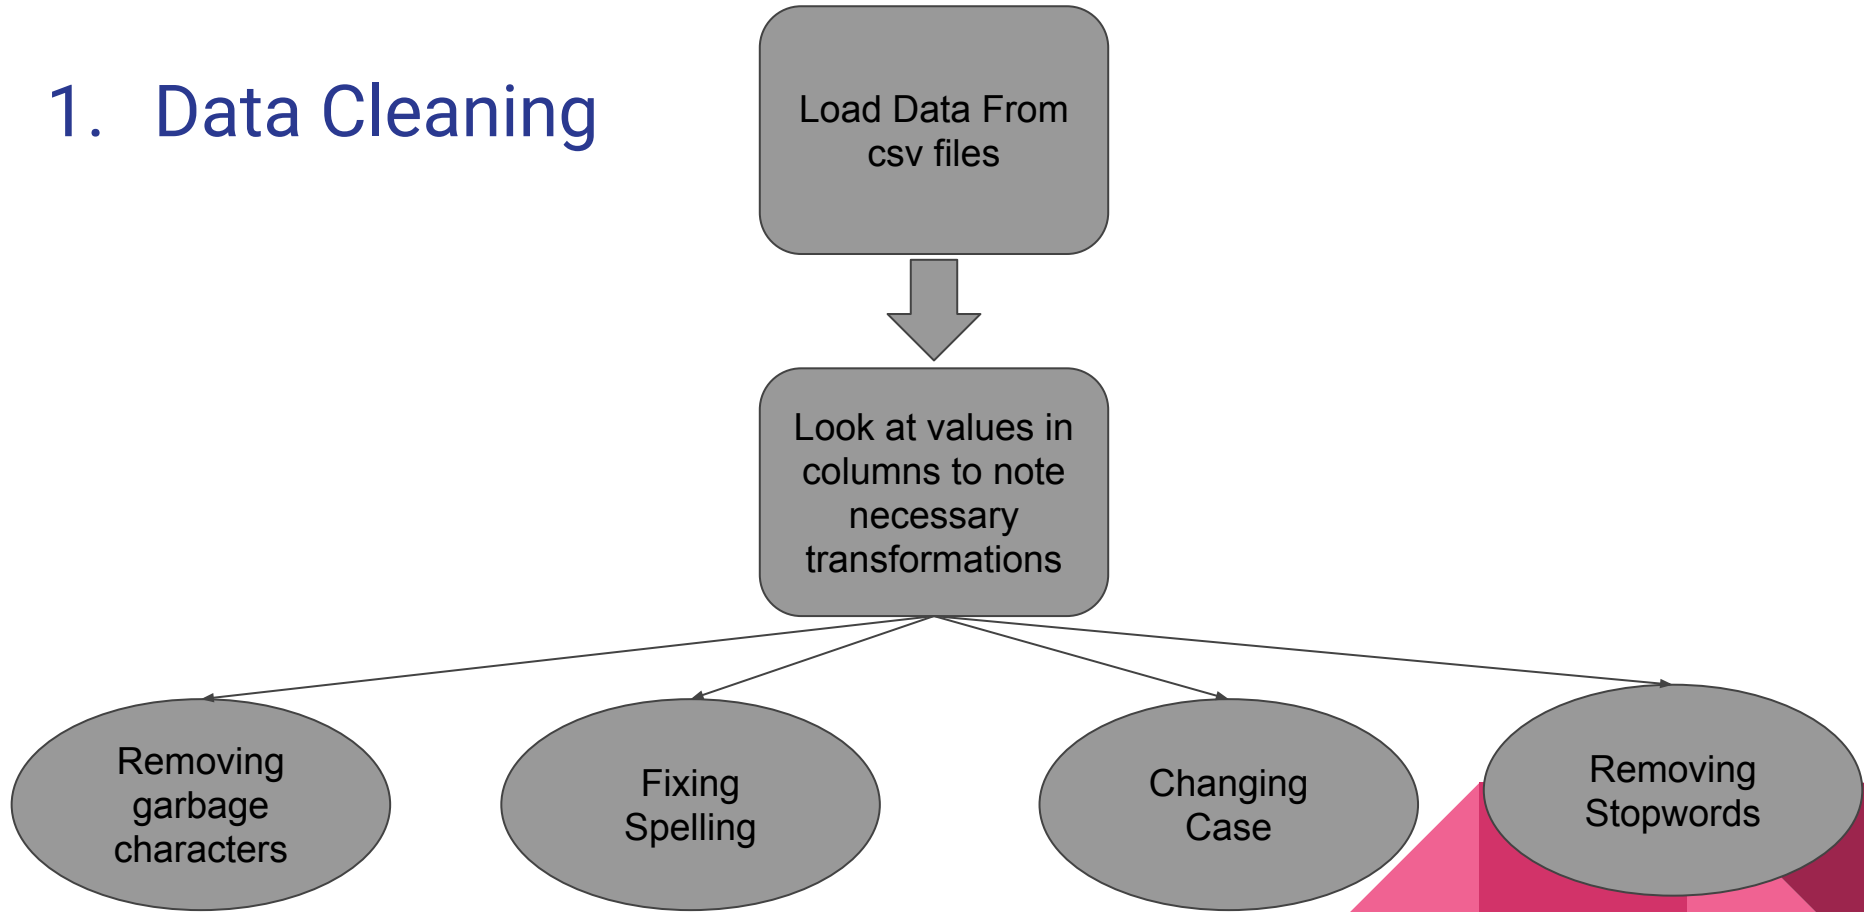 1. Data Cleaning
Load Data From
csv files
Look at values in
columns to note
necessary
transformations
Removing
garbage
characters
Fixing
Spelling
Changing
Case
Removing
Stopwords